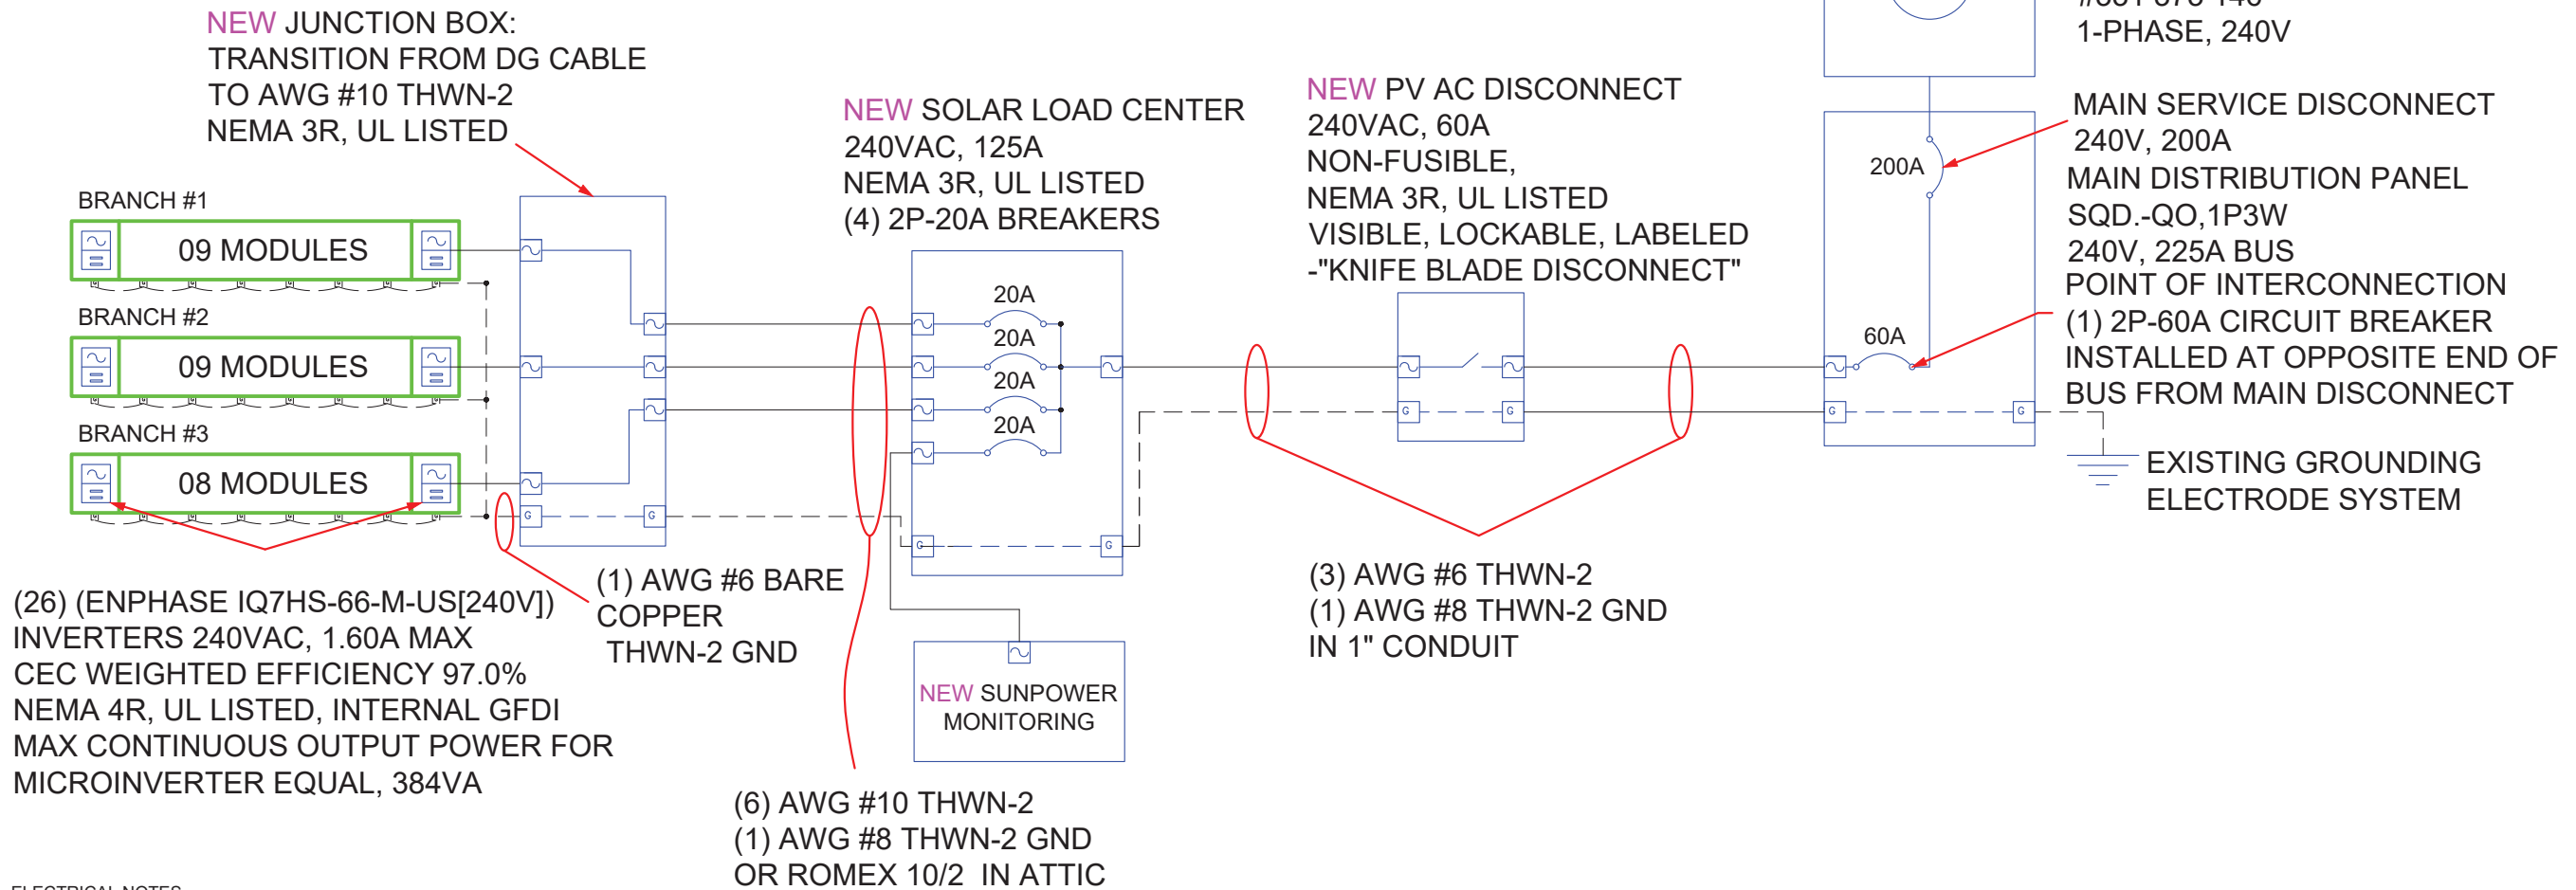 NEW JUNCTION BOX:
TRANSITION FROM DG CABLE
TO AWG #10 THWN-2
NEMA 3R, UL LISTED
BRANCH #1
09 MODULES
BRANCH #2
09 MODULES
BRANCH #3
08 MODULES
G
G
(26) (ENPHASE IQ7HS-66-M-US[240V])
INVERTERS 240VAC, 1.60A MAX
CEC WEIGHTED EFFICIENCY 97.0%
NEMA 4R, UL LISTED, INTERNAL GFDI
MAX CONTINUOUS OUTPUT POWER FOR
MICROINVERTER EQUAL, 384VA
(1) AWG #6 BARE
COPPER
THWN-2 GND
NEW SOLAR LOAD CENTER
240VAC, 125A
NEMA 3R, UL LISTED
(4) 2P-20A BREAKERS
20A
20A
20A
20A
G
G
NEW SUNPOWER
MONITORING
(6) AWG #10 THWN-2
(1) AWG #8 THWN-2 GND
OR ROMEX 10/2 IN ATTIC
NEW PV AC DISCONNECT
240VAC, 60A
NON-FUSIBLE,
NEMA 3R, UL LISTED
VISIBLE, LOCKABLE, LABELED
-"KNIFE BLADE DISCONNECT"
G
G
(3) AWG #6 THWN-2
(1) AWG #8 THWN-2 GND
IN 1" CONDUIT
1-PHASE, 240V
200A
60A
G
G
MAIN SERVICE DISCONNECT
240V, 200A
MAIN DISTRIBUTION PANEL
SQD.-QO,1P3W
240V, 225A BUS
POINT OF INTERCONNECTION
(1) 2P-60A CIRCUIT BREAKER
INSTALLED AT OPPOSITE END OF
BUS FROM MAIN DISCONNECT
EXISTING GROUNDING
ELECTRODE SYSTEM
ELECTRICAL NOTES